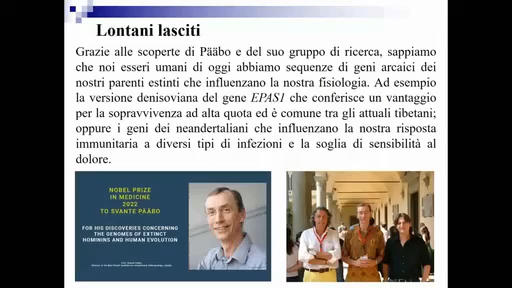 Lontani lasciti
Grazie alle scoperte di Pääbo e del suo gruppo di ricerca, sappiamo
che noi esseri umani di oggi abbiamo sequenze di geni arcaici dei
nostri parenti estinti che influenzano la nostra fisiologia. Ad esempio
la versione denisoviana del gene EPAS1 che conferisce un vantaggio
per la sopravvivenza ad alta quota ed è comune tra gli attuali tibetani;
oppure i geni dei neandertaliani che influenzano la nostra risposta
immunitaria a diversi tipi di infezioni e la soglia di sensibilità al
dolore.
NOBEL PRIZE
IN MEDICINE
2022
TO SVANTE PÄÄBO
FOR HIS DISCOVERIES CONCERNING
THE GENOMES OF EXTINCT
HOMININS AND HUMAN EVOLUTION